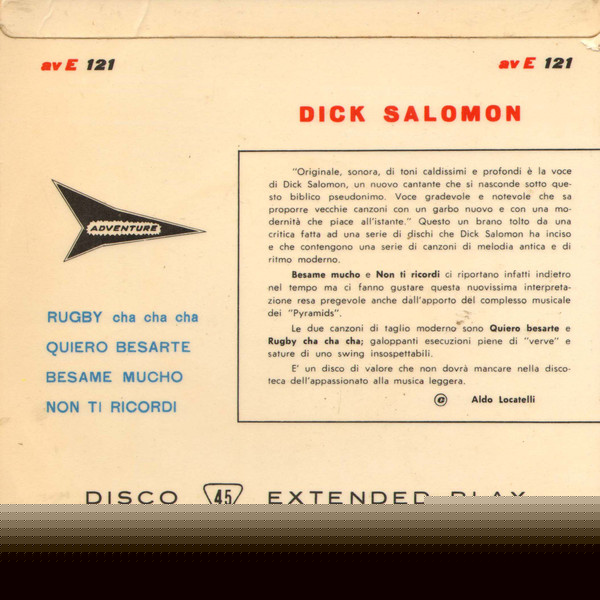 av E 121
av E 121
DICK SALOMON
"Originale, sonora, di toni caldissimi e profondi è la voce
di Dick Salomon, un nuovo cantante che si nasconde sotto que-
sto biblico pseudonimo. Voce gradevole e notevole che sa
proporre vecchie canzoni con un garbo nuovo e con una mo-
dernità che piace all'istante." Questo un brano tolto da una
critica fatta ad una serie di dischi che Dick Salomon ha inciso
e che contengono una serie di canzoni di melodia antica e di
ritmo moderno.
Besame mucho e Non ti ricordi ci riportano infatti indietro
nel tempo ma ci fanno gustare questa nuovissima interpreta-
zione resa pregevole anche dall'apporto del complesso musicale
dei "Pyramids".
Le due canzoni di taglio moderno sono Quiero besarte e
Rugby cha cha cha; galoppanti esecuzioni piene di "verve" e
sature di uno swing insospettabili.
E' un disco di valore che non dovrà mancare nella disco-
teca dell'appassionato alla musica leggera.
© Aldo Locatelli
ADVENTURE
RUGBY cha cha cha
QUIERO BESARTE
BESAME MUCHO
NON TI RICORDI
DISCO 45 EXTENDED PLAY